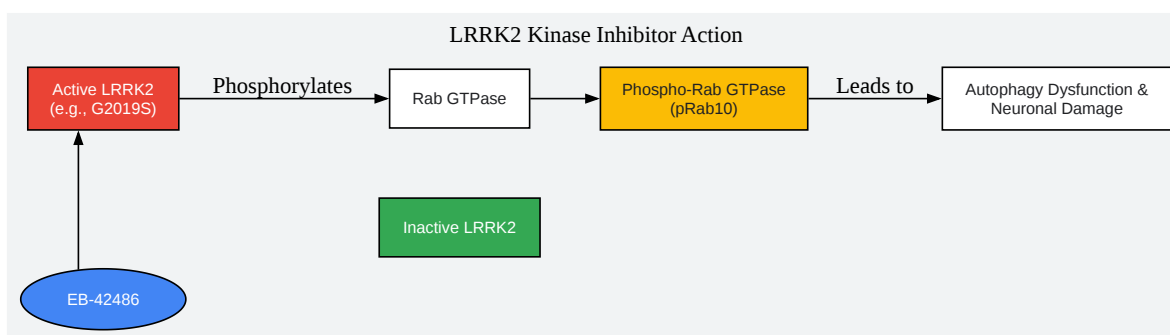 LRRK2 Kinase Inhibitor Action
Active LRRK2
(e.g., G2019S)
Phosphorylates
Rab GTPase
Phospho-Rab GTPase
(pRab10)
Leads to
Autophagy Dysfunction &
Neuronal Damage
Inactive LRRK2
EB-42486